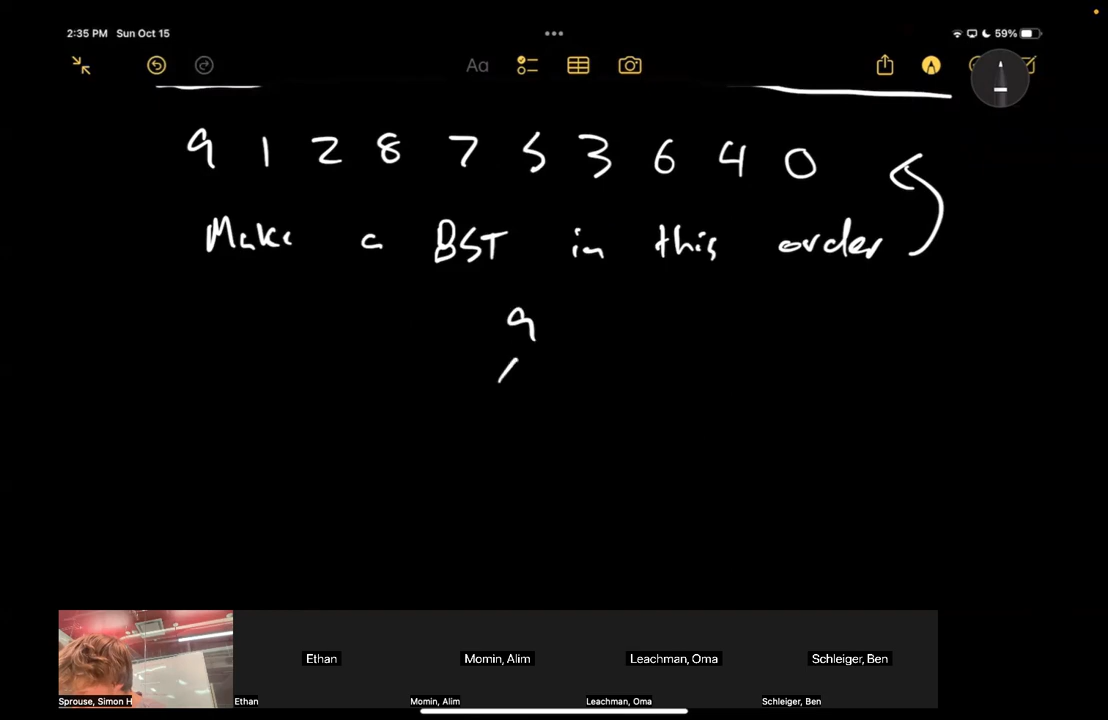 2:35 PM Sun Oct 15
59%
Aa
9 1 2 8 7 5 3 6 4 0
Make a BST in this order
9
Ethan
Momin, Alim
Leachman, Oma
Schleiger, Ben
Sprouse, Simon H
Ethan
Momin, Alim
Leachman, Oma
Schleiger, Ben